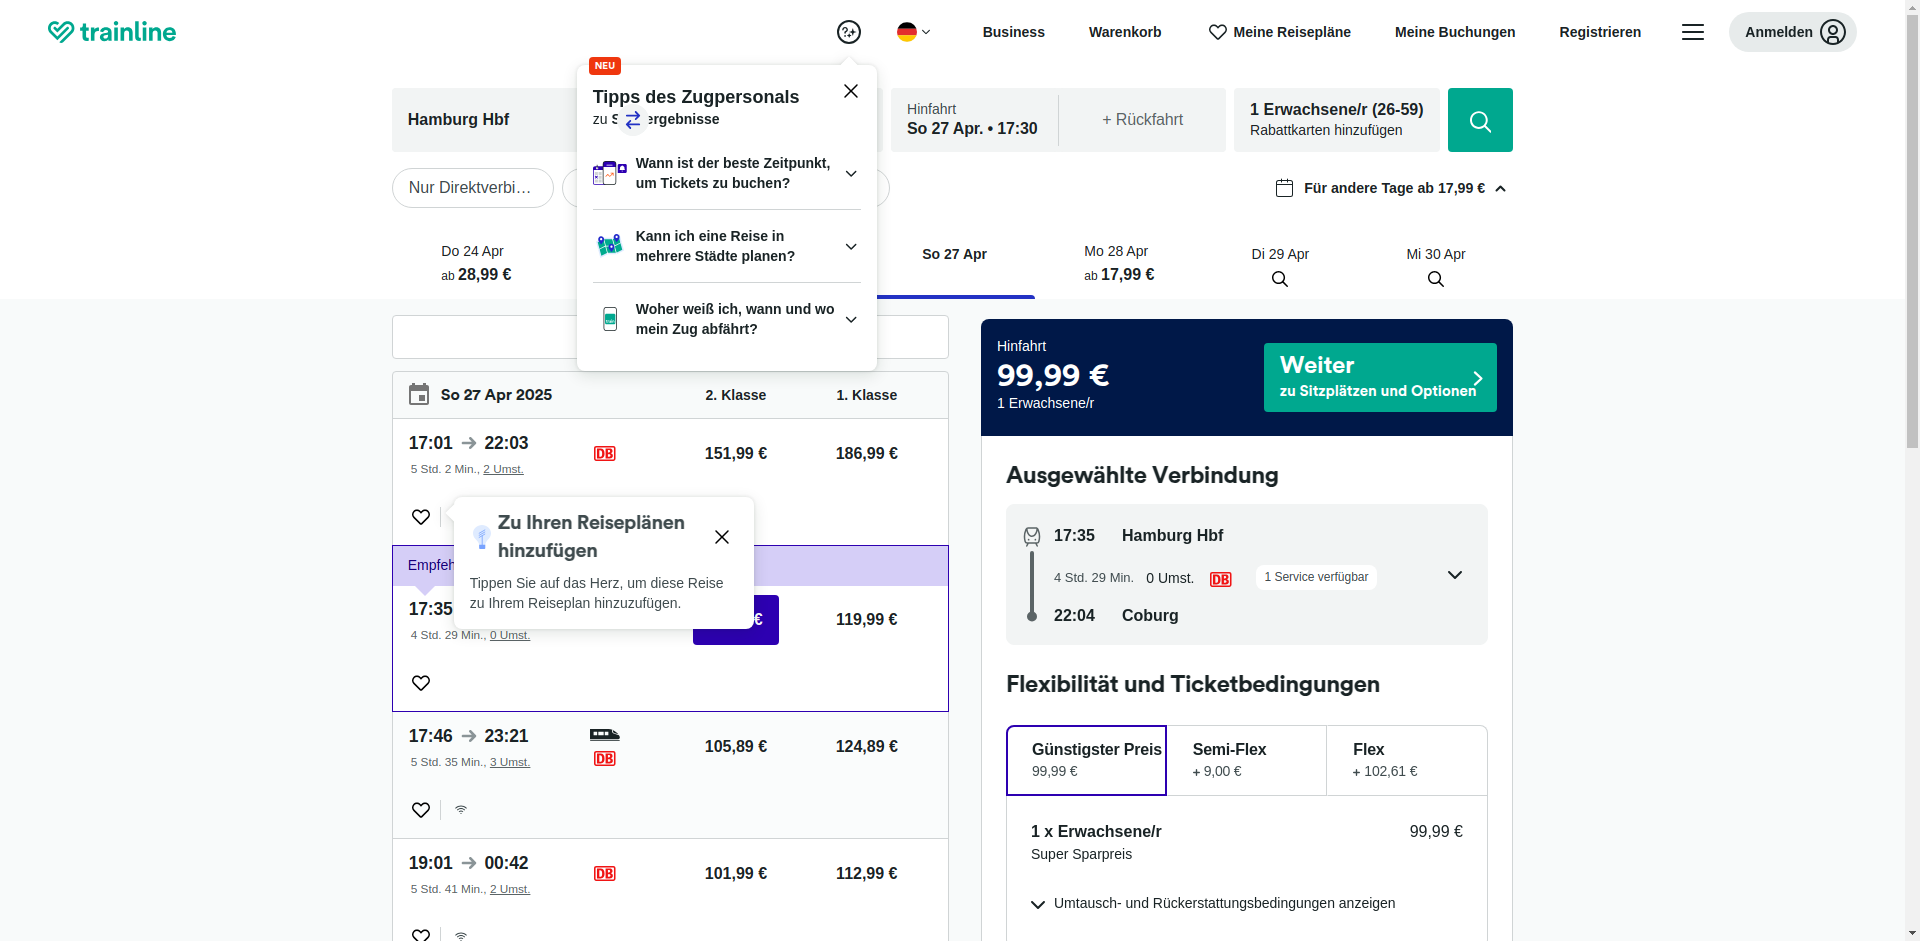 trainline
Business
Warenkorb
Meine Reisepläne
Meine Buchungen
Registrieren
Anmelden
NEU
Tipps des Zugpersonals
zu
ergebnisse
Wann ist der beste Zeitpunkt,
um Tickets zu buchen?
Kann ich eine Reise in
mehrere Städte planen?
Woher weiß ich, wann und wo
mein Zug abfährt?
Hamburg Hbf
Hinfahrt
So 27 Apr. • 17:30
+ Rückfahrt
1 Erwachsene/r (26-59)
Rabattkarten hinzufügen
Nur Direktverbi...
Für andere Tage ab 17,99 €
Do 24 Apr
ab 28,99 €
So 27 Apr
Mo 28 Apr
ab 17,99 €
Di 29 Apr
Mi 30 Apr
So 27 Apr 2025
2. Klasse
1. Klasse
17:01 → 22:03
DB
151,99 €
186,99 €
5 Std. 2 Min., 2 Umst.
Zu Ihren Reiseplänen
hinzufügen
Tippen Sie auf das Herz, um diese Reise
zu Ihrem Reiseplan hinzuzufügen.
Empfeh
17:35
€
119,99 €
4 Std. 29 Min., 0 Umst.
17:46 → 23:21
DB
105,89 €
124,89 €
5 Std. 35 Min., 3 Umst.
19:01 → 00:42
DB
101,99 €
112,99 €
5 Std. 41 Min., 2 Umst.
Hinfahrt
99,99 €
1 Erwachsene/r
Weiter
zu Sitzplätzen und Optionen
Ausgewählte Verbindung
17:35 Hamburg Hbf
4 Std. 29 Min. 0 Umst. DB 1 Service verfügbar
22:04 Coburg
Flexibilität und Ticketbedingungen
Günstigster Preis
99,99 €
Semi-Flex
+ 9,00 €
Flex
+ 102,61 €
1 x Erwachsene/r 99,99 €
Super Sparpreis
Umtausch- und Rückerstattungsbedingungen anzeigen